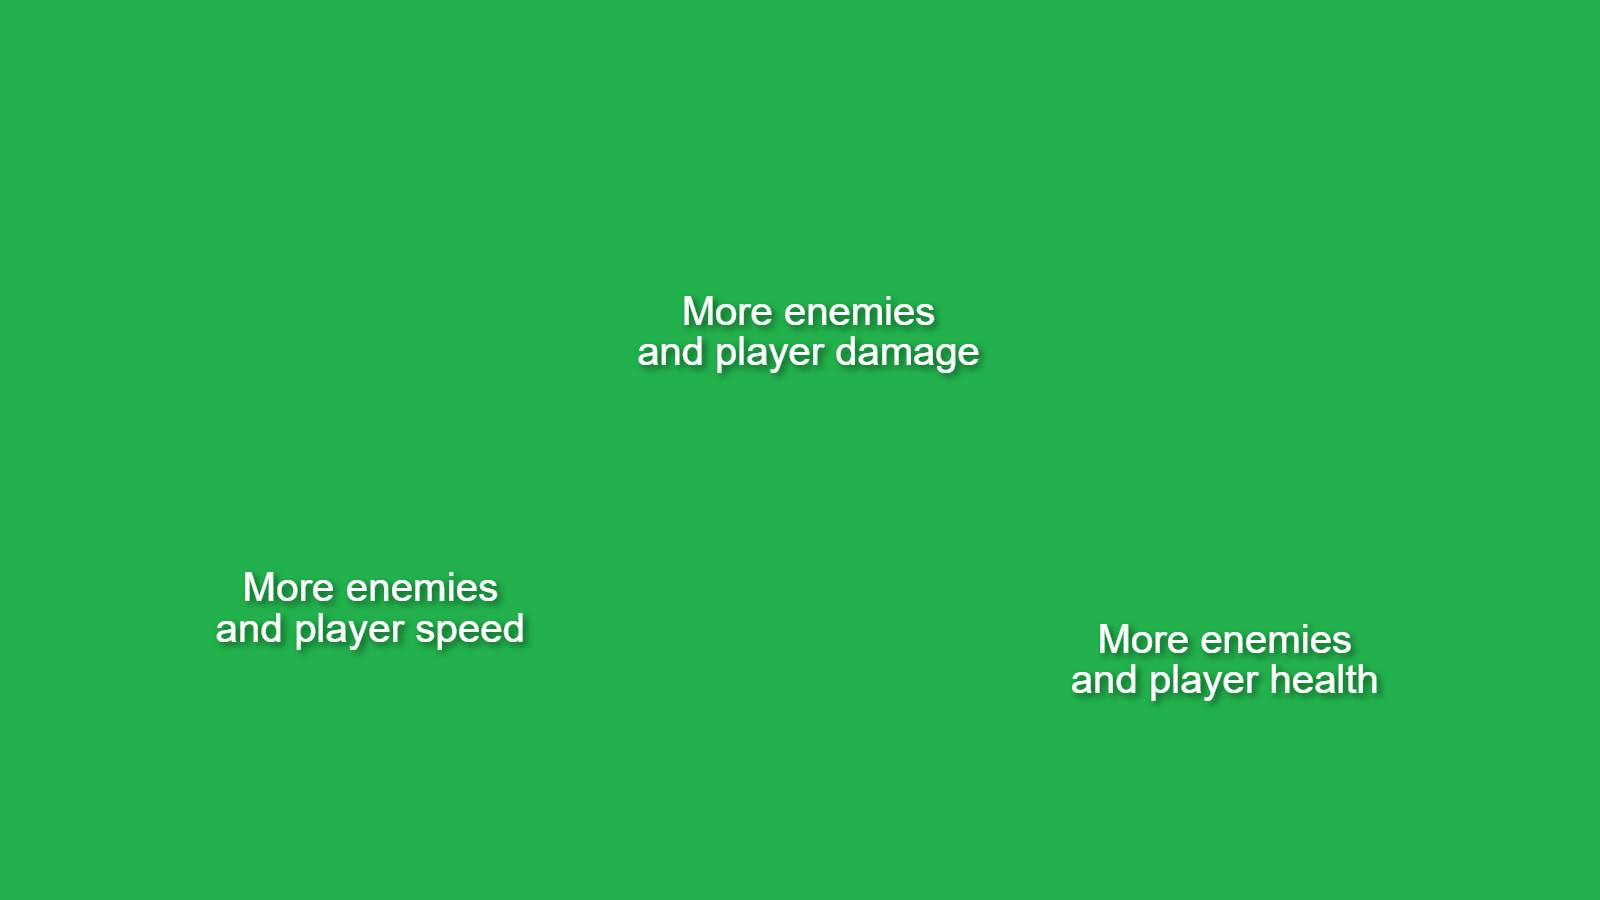 More enemies
and player damage
More enemies
and player speed
More enemies
and player health